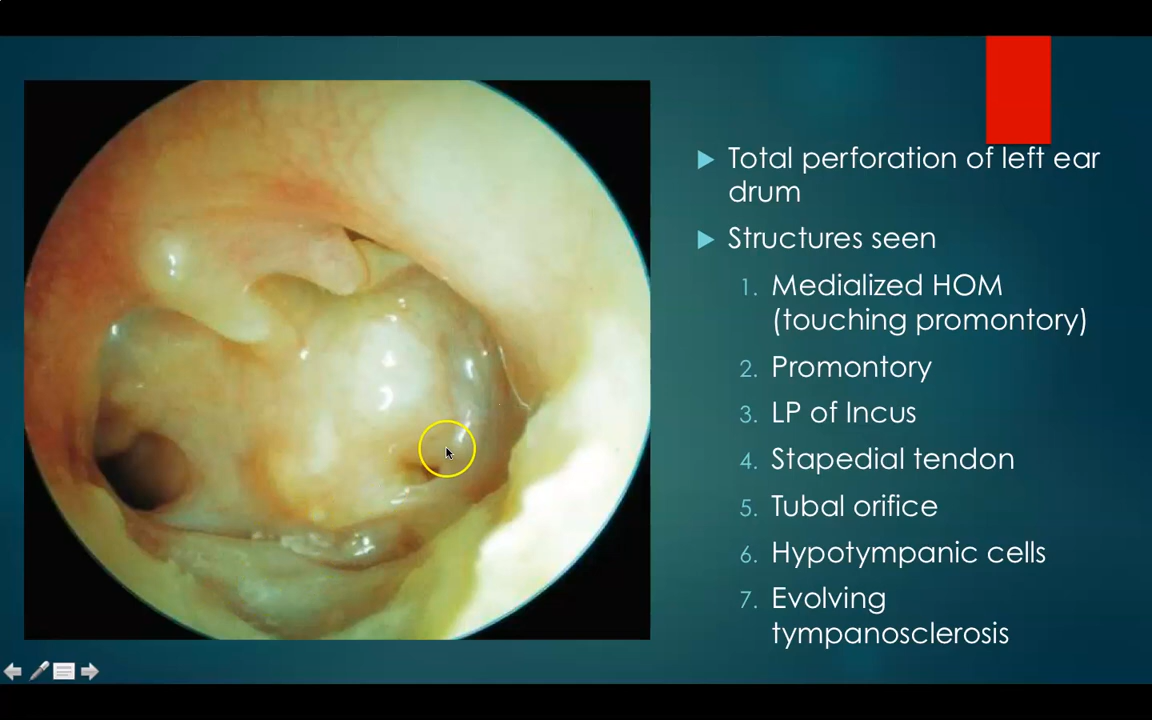 Total perforation of left ear
drum
Structures seen
1. Medialized HOM
(touching promontory)
2. Promontory
3. LP of Incus
4. Stapedial tendon
5. Tubal orifice
6. Hypotympanic cells
7. Evolving
tympanosclerosis